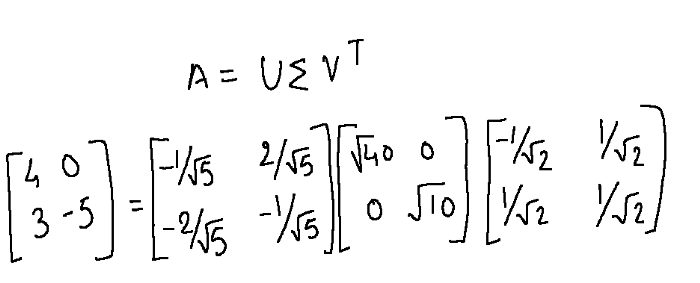 A = UΣV^T
[4 0; 3 -5] = [-1/√5 2/√5; -2/√5 -1/√5] [√40 0; 0 √10] [-1/√2 1/√2; 1/√2 1/√2]